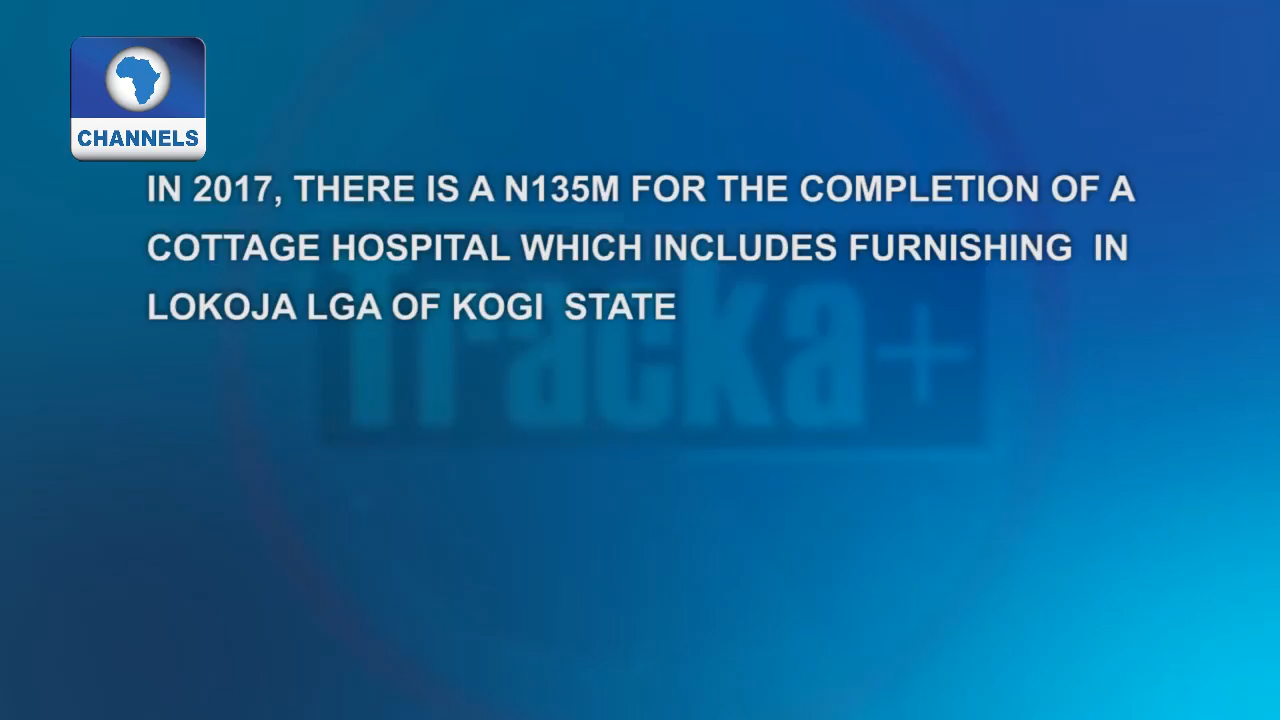 CHANNELS
IN 2017, THERE IS A N135M FOR THE COMPLETION OF A
COTTAGE HOSPITAL WHICH INCLUDES FURNISHING IN
LOKOJA LGA OF KOGI STATE
Tracka+